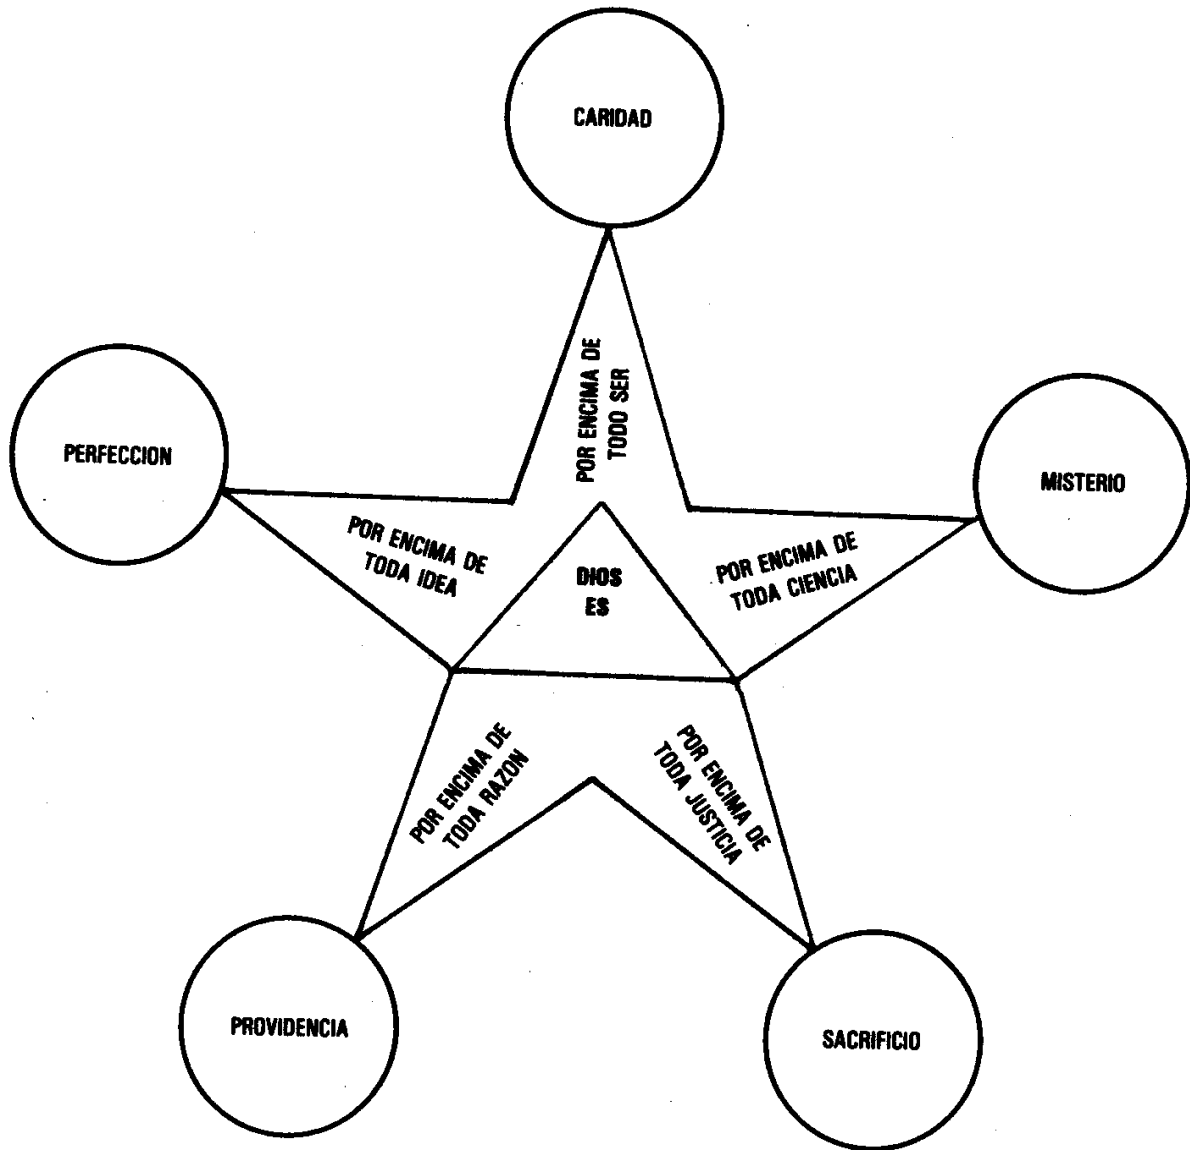 CARIDAD
POR ENCIMA DE
TODO SER
PERFECCION
MISTERIO
POR ENCIMA DE
TODA IDEA
DIOS
ES
POR ENCIMA DE
TODA CIENCIA
POR ENCIMA DE
TODA RAZON
POR ENCIMA DE
TODA JUSTICIA
PROVIDENCIA
SACRIFICIO